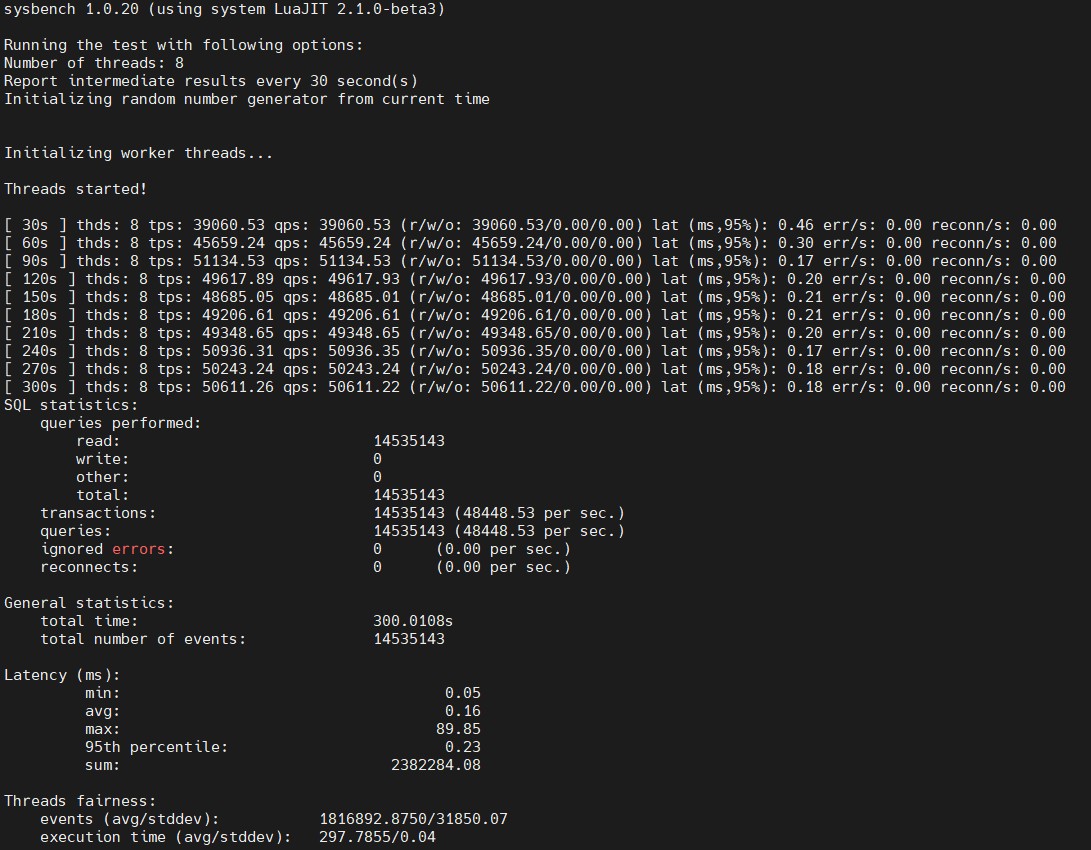 sysbench 1.0.20 (using system LuaJIT 2.1.0-beta3)
Running the test with following options:
Number of threads: 8
Report intermediate results every 30 second(s)
Initializing random number generator from current time
Initializing worker threads...
Threads started!
[ 30s ] thds: 8 tps: 39060.53 qps: 39060.53 (r/w/o: 39060.53/0.00/0.00) lat (ms,95%): 0.46 err/s: 0.00 reconn/s: 0.00
[ 60s ] thds: 8 tps: 45659.24 qps: 45659.24 (r/w/o: 45659.24/0.00/0.00) lat (ms,95%): 0.30 err/s: 0.00 reconn/s: 0.00
[ 90s ] thds: 8 tps: 51134.53 qps: 51134.53 (r/w/o: 51134.53/0.00/0.00) lat (ms,95%): 0.17 err/s: 0.00 reconn/s: 0.00
[ 120s ] thds: 8 tps: 49617.89 qps: 49617.93 (r/w/o: 49617.93/0.00/0.00) lat (ms,95%): 0.20 err/s: 0.00 reconn/s: 0.00
[ 150s ] thds: 8 tps: 48685.05 qps: 48685.01 (r/w/o: 48685.01/0.00/0.00) lat (ms,95%): 0.21 err/s: 0.00 reconn/s: 0.00
[ 180s ] thds: 8 tps: 49206.61 qps: 49206.61 (r/w/o: 49206.61/0.00/0.00) lat (ms,95%): 0.21 err/s: 0.00 reconn/s: 0.00
[ 210s ] thds: 8 tps: 49348.65 qps: 49348.65 (r/w/o: 49348.65/0.00/0.00) lat (ms,95%): 0.20 err/s: 0.00 reconn/s: 0.00
[ 240s ] thds: 8 tps: 50936.31 qps: 50936.35 (r/w/o: 50936.35/0.00/0.00) lat (ms,95%): 0.17 err/s: 0.00 reconn/s: 0.00
[ 270s ] thds: 8 tps: 50243.24 qps: 50243.24 (r/w/o: 50243.24/0.00/0.00) lat (ms,95%): 0.18 err/s: 0.00 reconn/s: 0.00
[ 300s ] thds: 8 tps: 50611.26 qps: 50611.22 (r/w/o: 50611.22/0.00/0.00) lat (ms,95%): 0.18 err/s: 0.00 reconn/s: 0.00
SQL statistics:
queries performed:
read: 14535143
write: 0
other: 0
total: 14535143
transactions: 14535143 (48448.53 per sec.)
queries: 14535143 (48448.53 per sec.)
ignored errors: 0 (0.00 per sec.)
reconnects: 0 (0.00 per sec.)
General statistics:
total time: 300.0108s
total number of events: 14535143
Latency (ms):
min: 0.05
avg: 0.16
max: 89.85
95th percentile: 0.23
sum: 2382284.08
Threads fairness:
events (avg/stddev): 1816892.8750/31850.07
execution time (avg/stddev): 297.7855/0.04